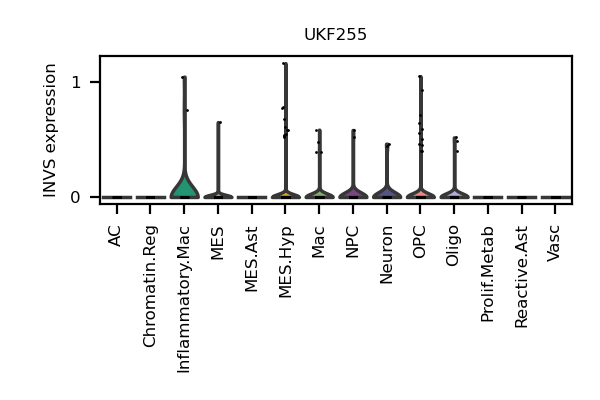 UKF255
INVS expression
1
0
AC
Chromatin.Reg
Inflammatory.Mac
MES
MES.Ast
MES.Hyp
Mac
NPC
Neuron
OPC
Oligo
Prolif.Metab
Reactive.Ast
Vasc